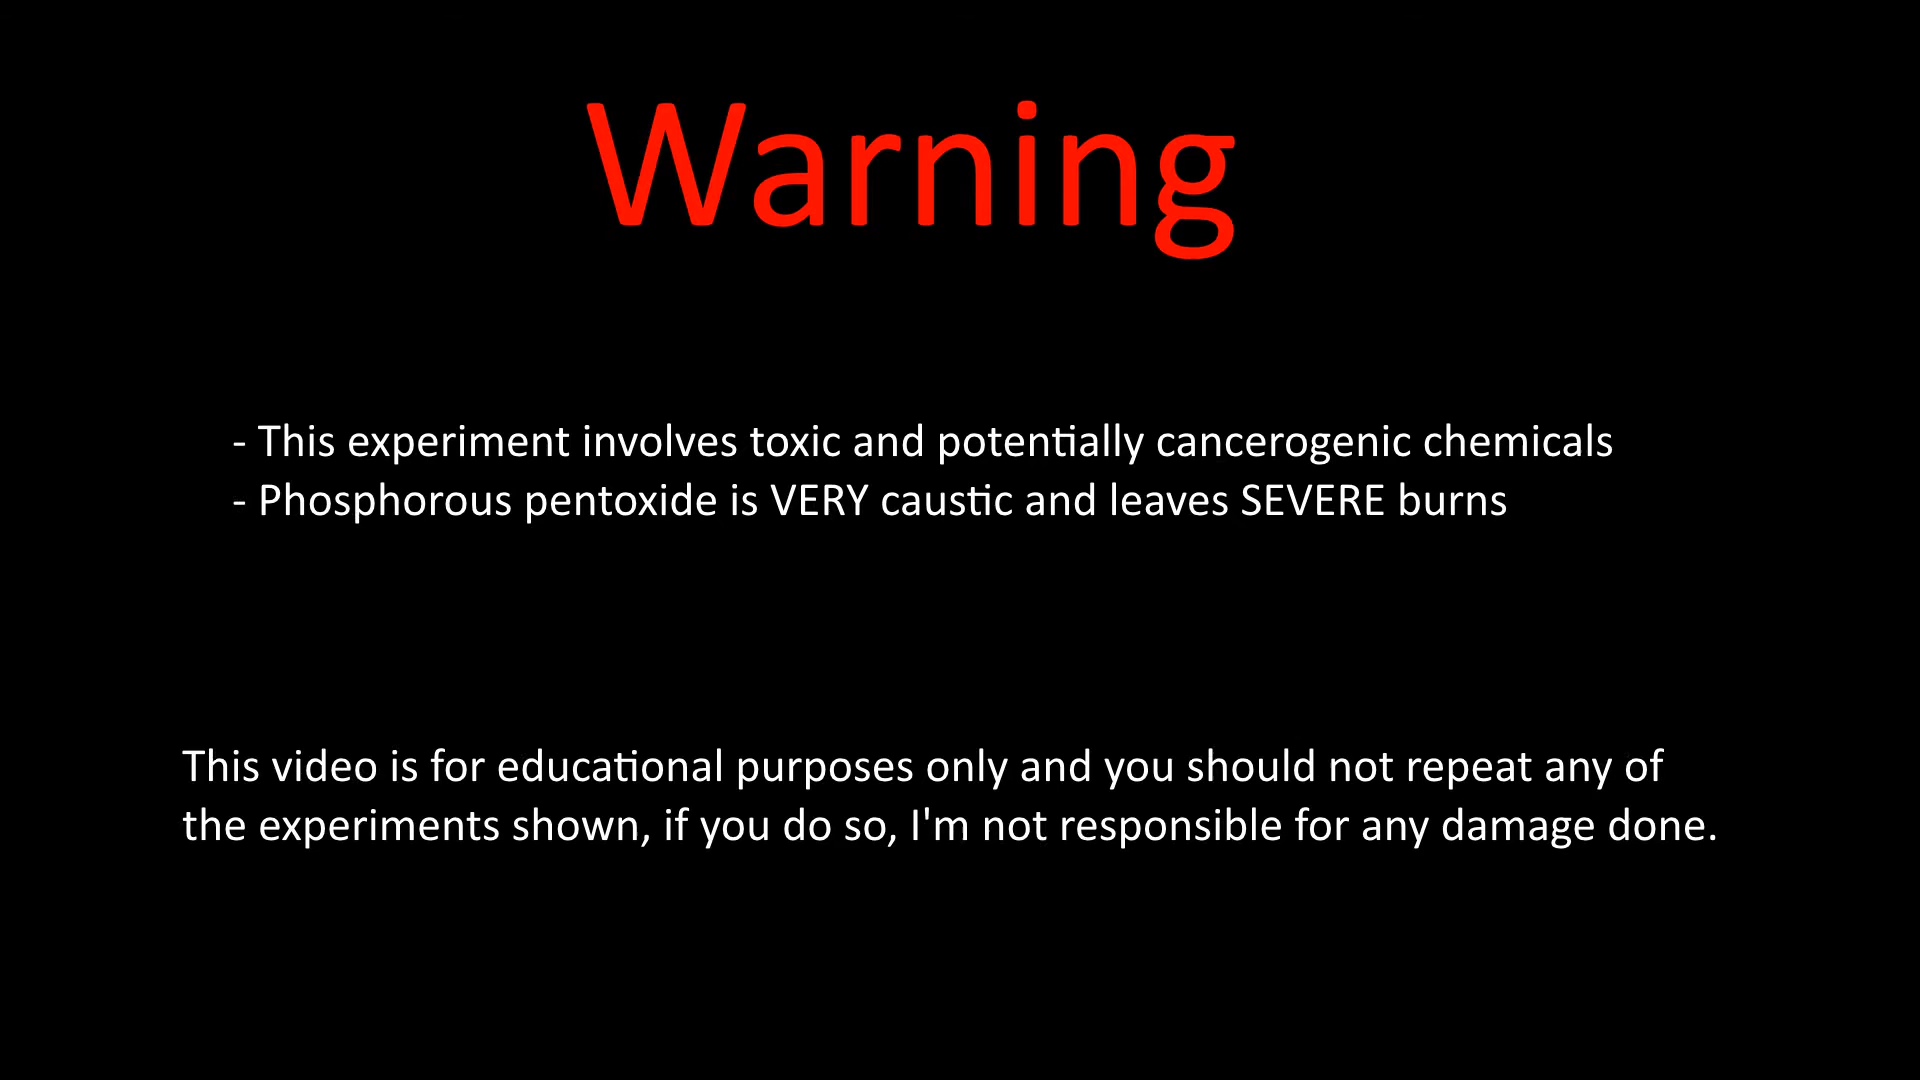 Warning
- This experiment involves toxic and potentially cancerogenic chemicals
- Phosphorous pentoxide is VERY caustic and leaves SEVERE burns
This video is for educational purposes only and you should not repeat any of
the experiments shown, if you do so, I'm not responsible for any damage done.